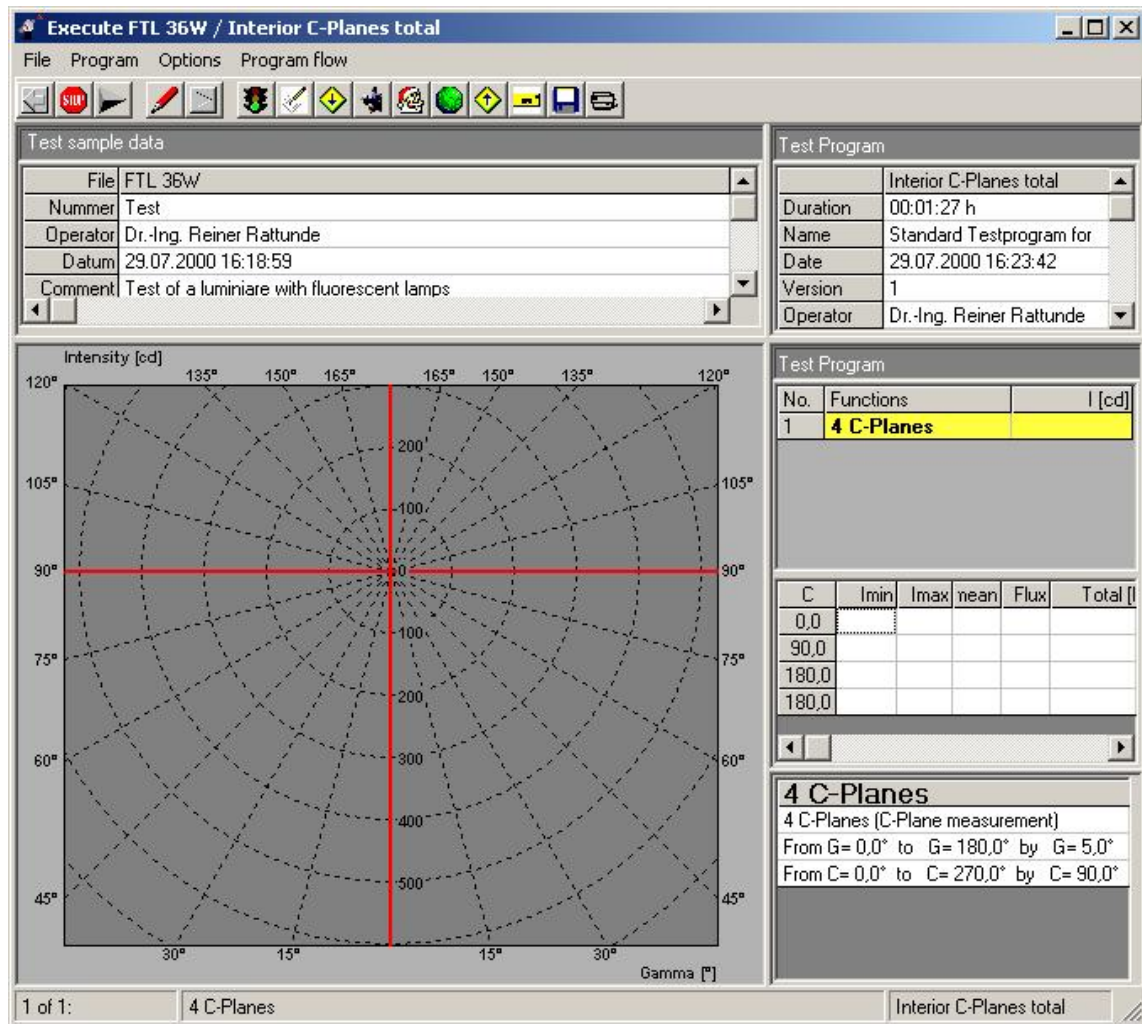 Execute FTL 36W / Interior C-Planes total
File Program Options Program flow
STOP
Test sample data
File FTL 36W
Nummer Test
Operator Dr.-Ing. Reiner Rattunde
Datum 29.07.2000 16:18:59
Comment Test of a luminiare with fluorescent lamps
Test Program
Interior C-Planes total
Duration 00:01:27 h
Name Standard Testprogram for
Date 29.07.2000 16:23:42
Version 1
Operator Dr.-Ing. Reiner Rattunde
Intensity [cd]
120° 135° 150° 165° 165° 150° 135° 120°
200
105° 105°
100
90° 0 90°
100
75° 75°
200
60° 300 60°
400
500
45° 45°
30° 15° 15° 30°
Gamma [°]
Test Program
No. Functions I [cd]
1 4 C-Planes
C Imin Imax mean Flux Total [l
0,0
90,0
180,0
180,0
4 C-Planes
4 C-Planes (C-Plane measurement)
From G= 0,0° to G= 180,0° by G= 5,0°
From C= 0,0° to C= 270,0° by C= 90,0°
1 of 1: 4 C-Planes Interior C-Planes total